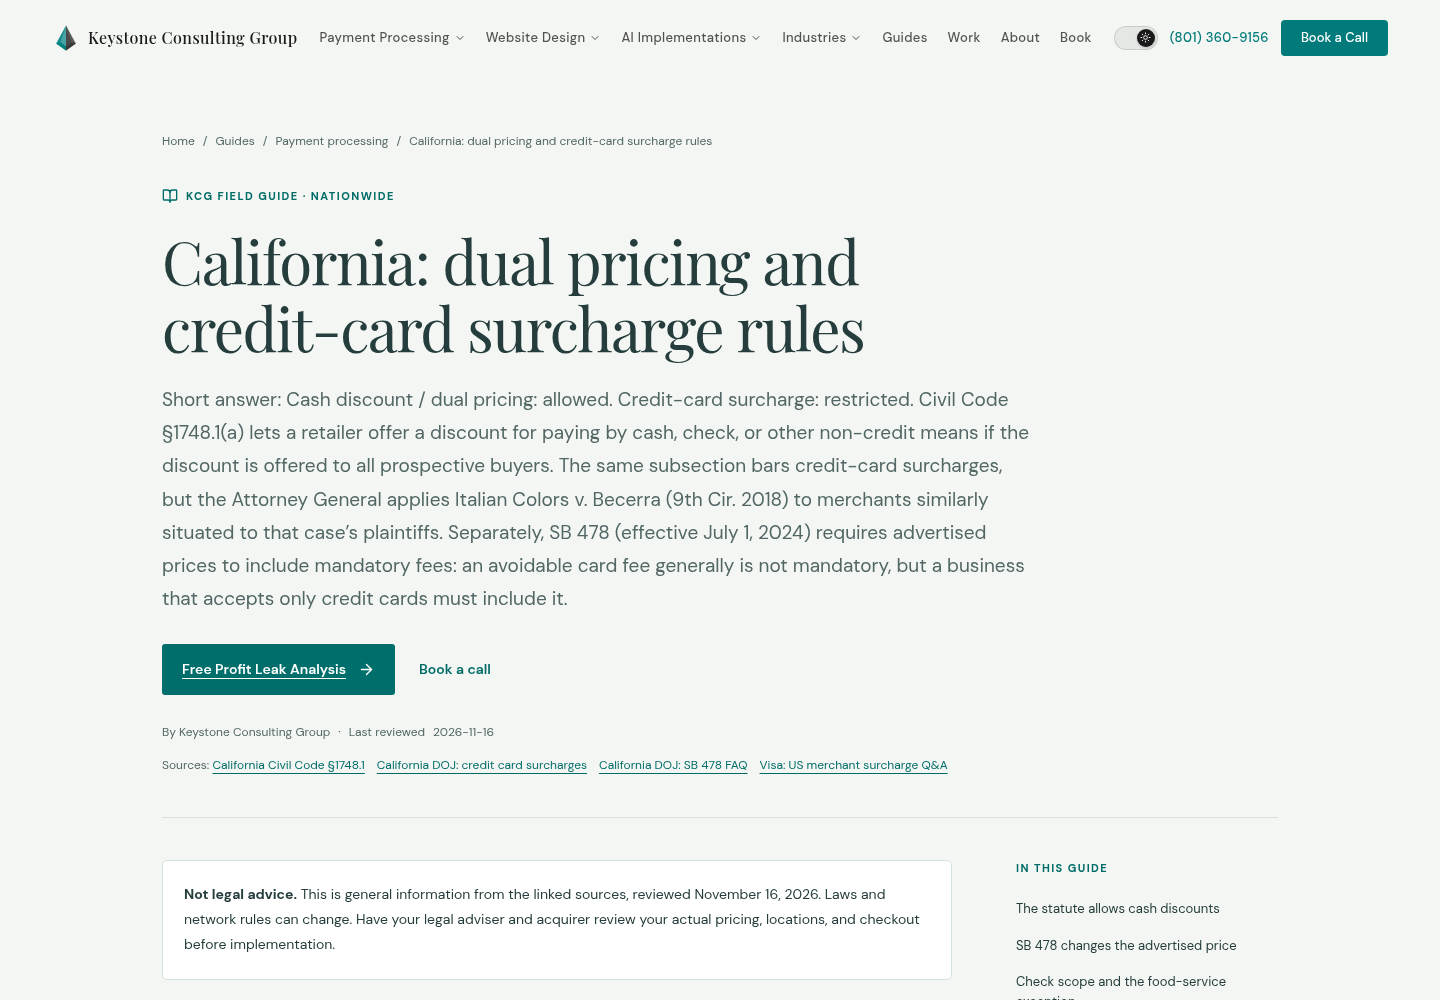 Keystone Consulting Group
Payment Processing
Website Design
AI Implementations
Industries
Guides
Work
About
Book
(801) 360-9156
Book a Call
Home / Guides / Payment processing / California: dual pricing and credit-card surcharge rules
KCG FIELD GUIDE · NATIONWIDE
California: dual pricing and
credit-card surcharge rules
Short answer: Cash discount / dual pricing: allowed. Credit-card surcharge: restricted. Civil Code
§1748.1(a) lets a retailer offer a discount for paying by cash, check, or other non-credit means if the
discount is offered to all prospective buyers. The same subsection bars credit-card surcharges,
but the Attorney General applies Italian Colors v. Becerra (9th Cir. 2018) to merchants similarly
situated to that case’s plaintiffs. Separately, SB 478 (effective July 1, 2024) requires advertised
prices to include mandatory fees: an avoidable card fee generally is not mandatory, but a business
that accepts only credit cards must include it.
Free Profit Leak Analysis
Book a call
By Keystone Consulting Group · Last reviewed 2026-11-16
Sources: California Civil Code §1748.1 California DOJ: credit card surcharges California DOJ: SB 478 FAQ Visa: US merchant surcharge Q&A
Not legal advice. This is general information from the linked sources, reviewed November 16, 2026. Laws and
network rules can change. Have your legal adviser and acquirer review your actual pricing, locations, and checkout
before implementation.
IN THIS GUIDE
The statute allows cash discounts
SB 478 changes the advertised price
Check scope and the food-service